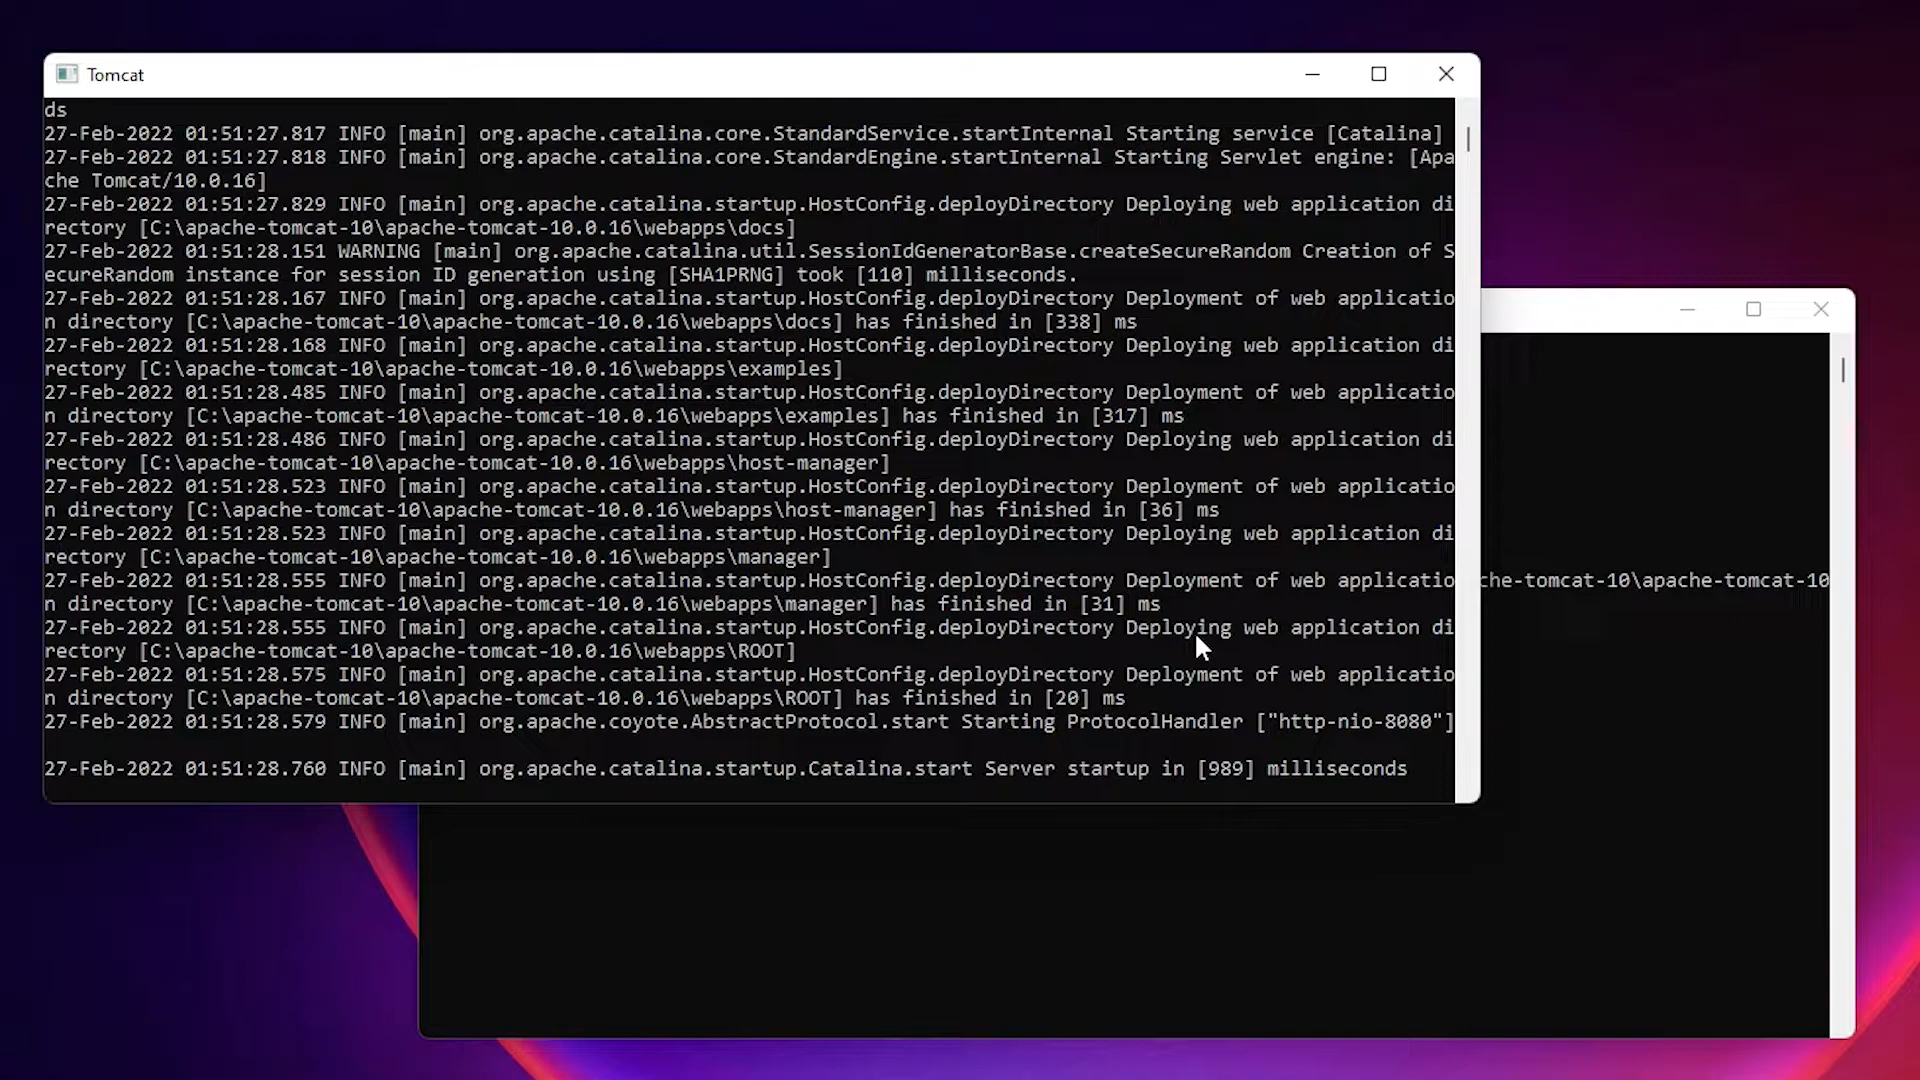 Tomcat
ds
27-Feb-2022 01:51:27.817 INFO [main] org.apache.catalina.core.StandardService.startInternal Starting service [Catalina]
27-Feb-2022 01:51:27.818 INFO [main] org.apache.catalina.core.StandardEngine.startInternal Starting Servlet engine: [Apa
che Tomcat/10.0.16]
27-Feb-2022 01:51:27.829 INFO [main] org.apache.catalina.startup.HostConfig.deployDirectory Deploying web application di
rectory [C:\apache-tomcat-10\apache-tomcat-10.0.16\webapps\docs]
27-Feb-2022 01:51:28.151 WARNING [main] org.apache.catalina.util.SessionIdGeneratorBase.createSecureRandom Creation of S
ecureRandom instance for session ID generation using [SHA1PRNG] took [110] milliseconds.
27-Feb-2022 01:51:28.167 INFO [main] org.apache.catalina.startup.HostConfig.deployDirectory Deployment of web applicatio
n directory [C:\apache-tomcat-10\apache-tomcat-10.0.16\webapps\docs] has finished in [338] ms
27-Feb-2022 01:51:28.168 INFO [main] org.apache.catalina.startup.HostConfig.deployDirectory Deploying web application di
rectory [C:\apache-tomcat-10\apache-tomcat-10.0.16\webapps\examples]
27-Feb-2022 01:51:28.485 INFO [main] org.apache.catalina.startup.HostConfig.deployDirectory Deployment of web applicatio
n directory [C:\apache-tomcat-10\apache-tomcat-10.0.16\webapps\examples] has finished in [317] ms
27-Feb-2022 01:51:28.486 INFO [main] org.apache.catalina.startup.HostConfig.deployDirectory Deploying web application di
rectory [C:\apache-tomcat-10\apache-tomcat-10.0.16\webapps\host-manager]
27-Feb-2022 01:51:28.523 INFO [main] org.apache.catalina.startup.HostConfig.deployDirectory Deployment of web applicatio
n directory [C:\apache-tomcat-10\apache-tomcat-10.0.16\webapps\host-manager] has finished in [36] ms
27-Feb-2022 01:51:28.523 INFO [main] org.apache.catalina.startup.HostConfig.deployDirectory Deploying web application di
rectory [C:\apache-tomcat-10\apache-tomcat-10.0.16\webapps\manager]
27-Feb-2022 01:51:28.555 INFO [main] org.apache.catalina.startup.HostConfig.deployDirectory Deployment of web applicatio
n directory [C:\apache-tomcat-10\apache-tomcat-10.0.16\webapps\manager] has finished in [31] ms
27-Feb-2022 01:51:28.555 INFO [main] org.apache.catalina.startup.HostConfig.deployDirectory Deploying web application di
rectory [C:\apache-tomcat-10\apache-tomcat-10.0.16\webapps\ROOT]
27-Feb-2022 01:51:28.575 INFO [main] org.apache.catalina.startup.HostConfig.deployDirectory Deployment of web applicatio
n directory [C:\apache-tomcat-10\apache-tomcat-10.0.16\webapps\ROOT] has finished in [20] ms
27-Feb-2022 01:51:28.579 INFO [main] org.apache.coyote.AbstractProtocol.start Starting ProtocolHandler ["http-nio-8080"]
27-Feb-2022 01:51:28.760 INFO [main] org.apache.catalina.startup.Catalina.start Server startup in [989] milliseconds
che-tomcat-10\apache-tomcat-10